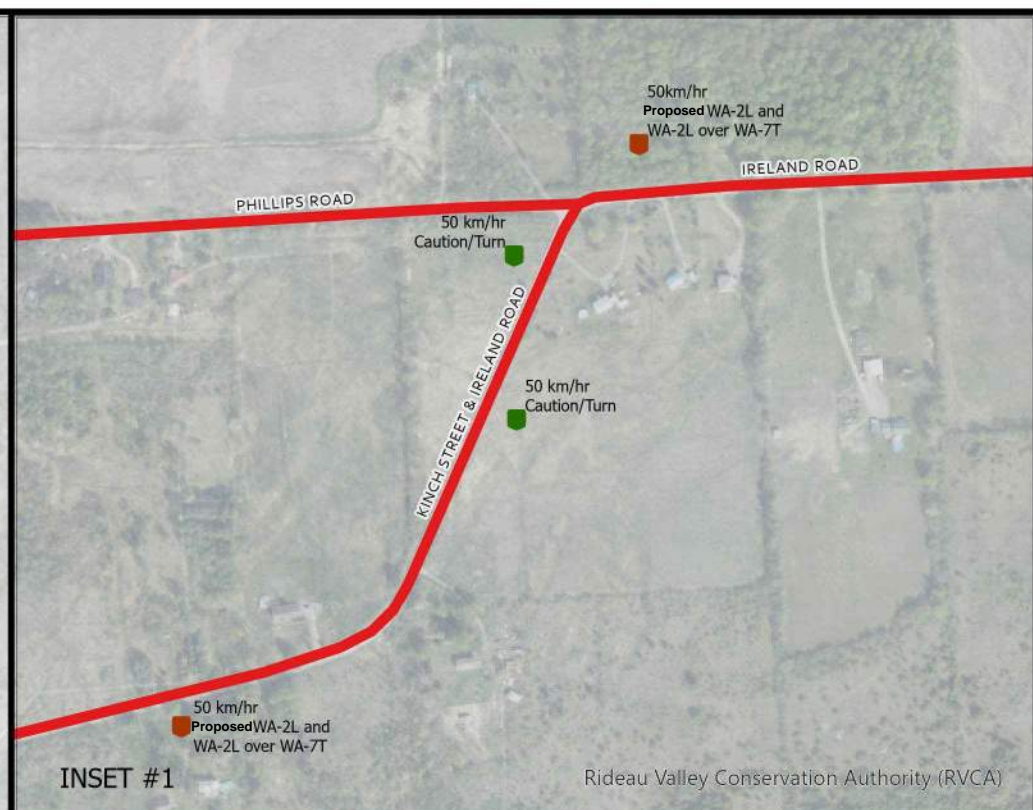 50km/hr
Proposed WA-2L and
WA-2L over WA-7T
IRELAND ROAD
PHILLIPS ROAD
50 km/hr
Caution/Turn
KINCH STREET & IRELAND ROAD
50 km/hr
Caution/Turn
50 km/hr
Proposed WA-2L and
WA-2L over WA-7T
INSET #1
Rideau Valley Conservation Authority (RVCA)